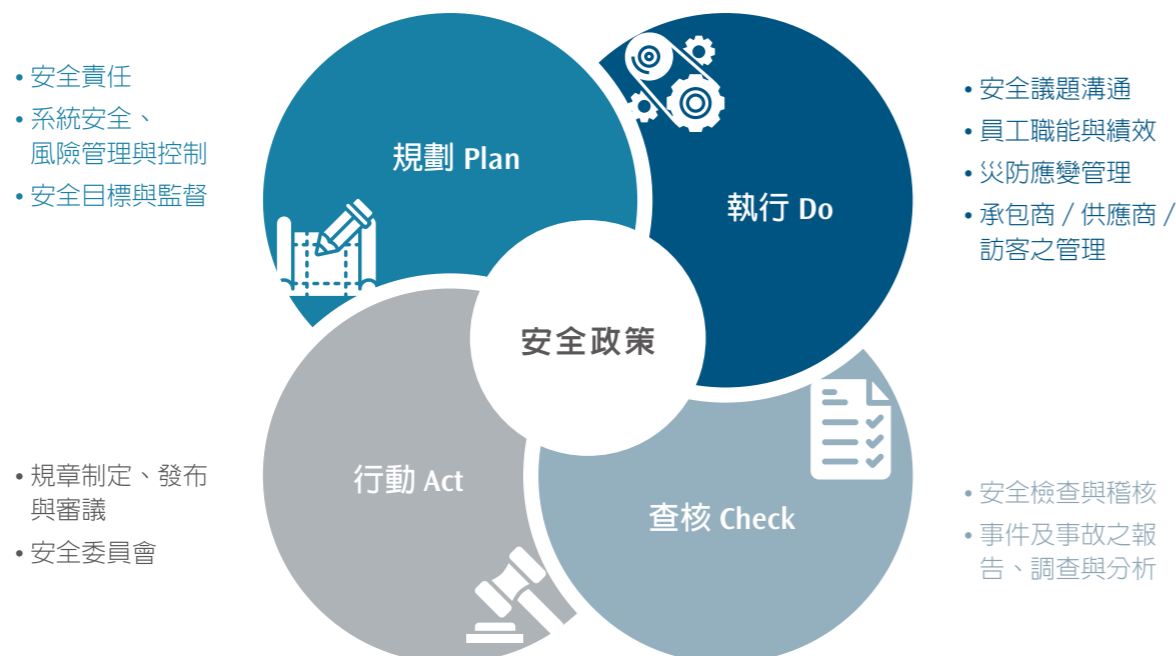 • 安全責任
• 系統安全、
風險管理與控制
• 安全目標與監督
規劃 Plan
執行 Do
• 安全議題溝通
• 員工職能與績效
• 災防應變管理
• 承包商 / 供應商 /
訪客之管理
安全政策
• 規章制定、發布
與審議
• 安全委員會
行動 Act
查核 Check
• 安全檢查與稽核
• 事件及事故之報
告、調查與分析